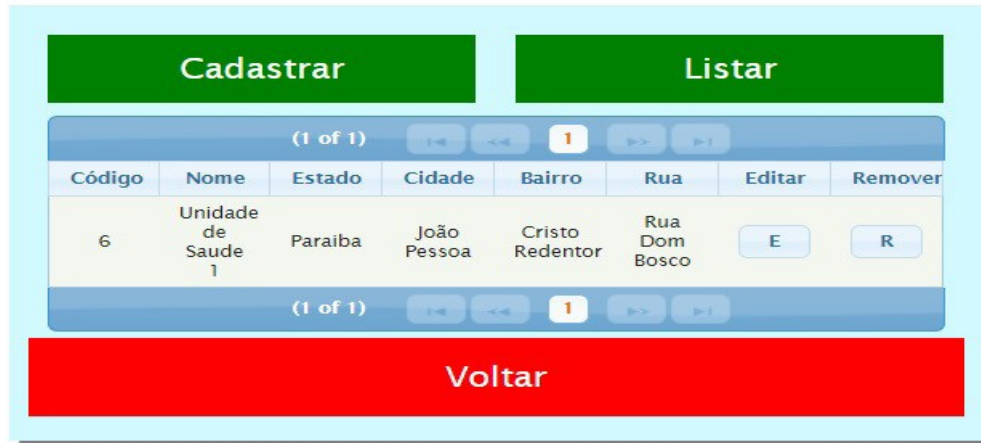 Cadastrar Listar
(1 of 1) 1
Código Nome Estado Cidade Bairro Rua Editar Remover
6 Unidade de Saude 1 Paraiba João Pessoa Cristo Redentor Rua Dom Bosco E R
(1 of 1) 1
Voltar